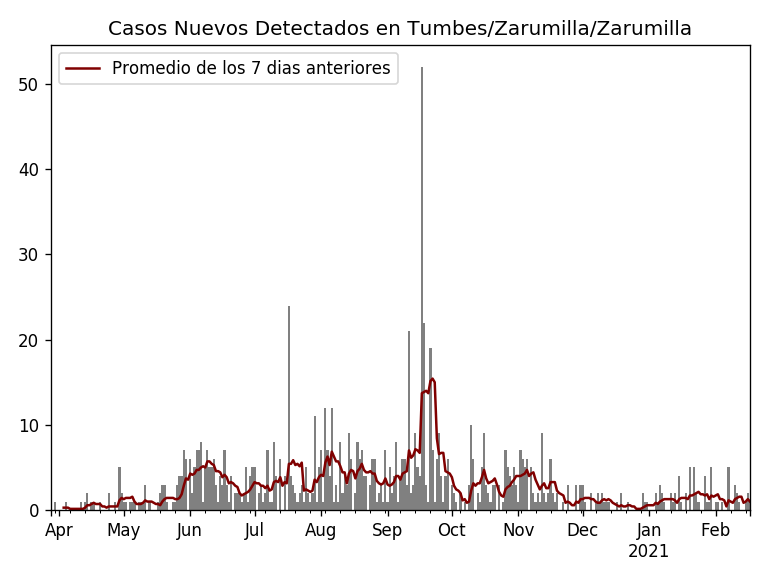 Casos Nuevos Detectados en Tumbes/Zarumilla/Zarumilla
Promedio de los 7 dias anteriores
50
40
30
20
10
0
Apr May Jun Jul Aug Sep Oct Nov Dec Jan Feb
2021